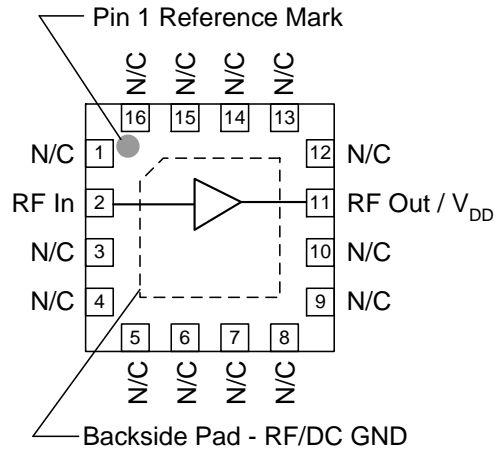 Pin 1 Reference Mark
N/C N/C N/C N/C
16 15 14 13
N/C 1 12 N/C
RF In 2 11 RF Out / VDD
N/C 3 10 N/C
N/C 4 9 N/C
5 6 7 8
N/C N/C N/C N/C
Backside Pad - RF/DC GND